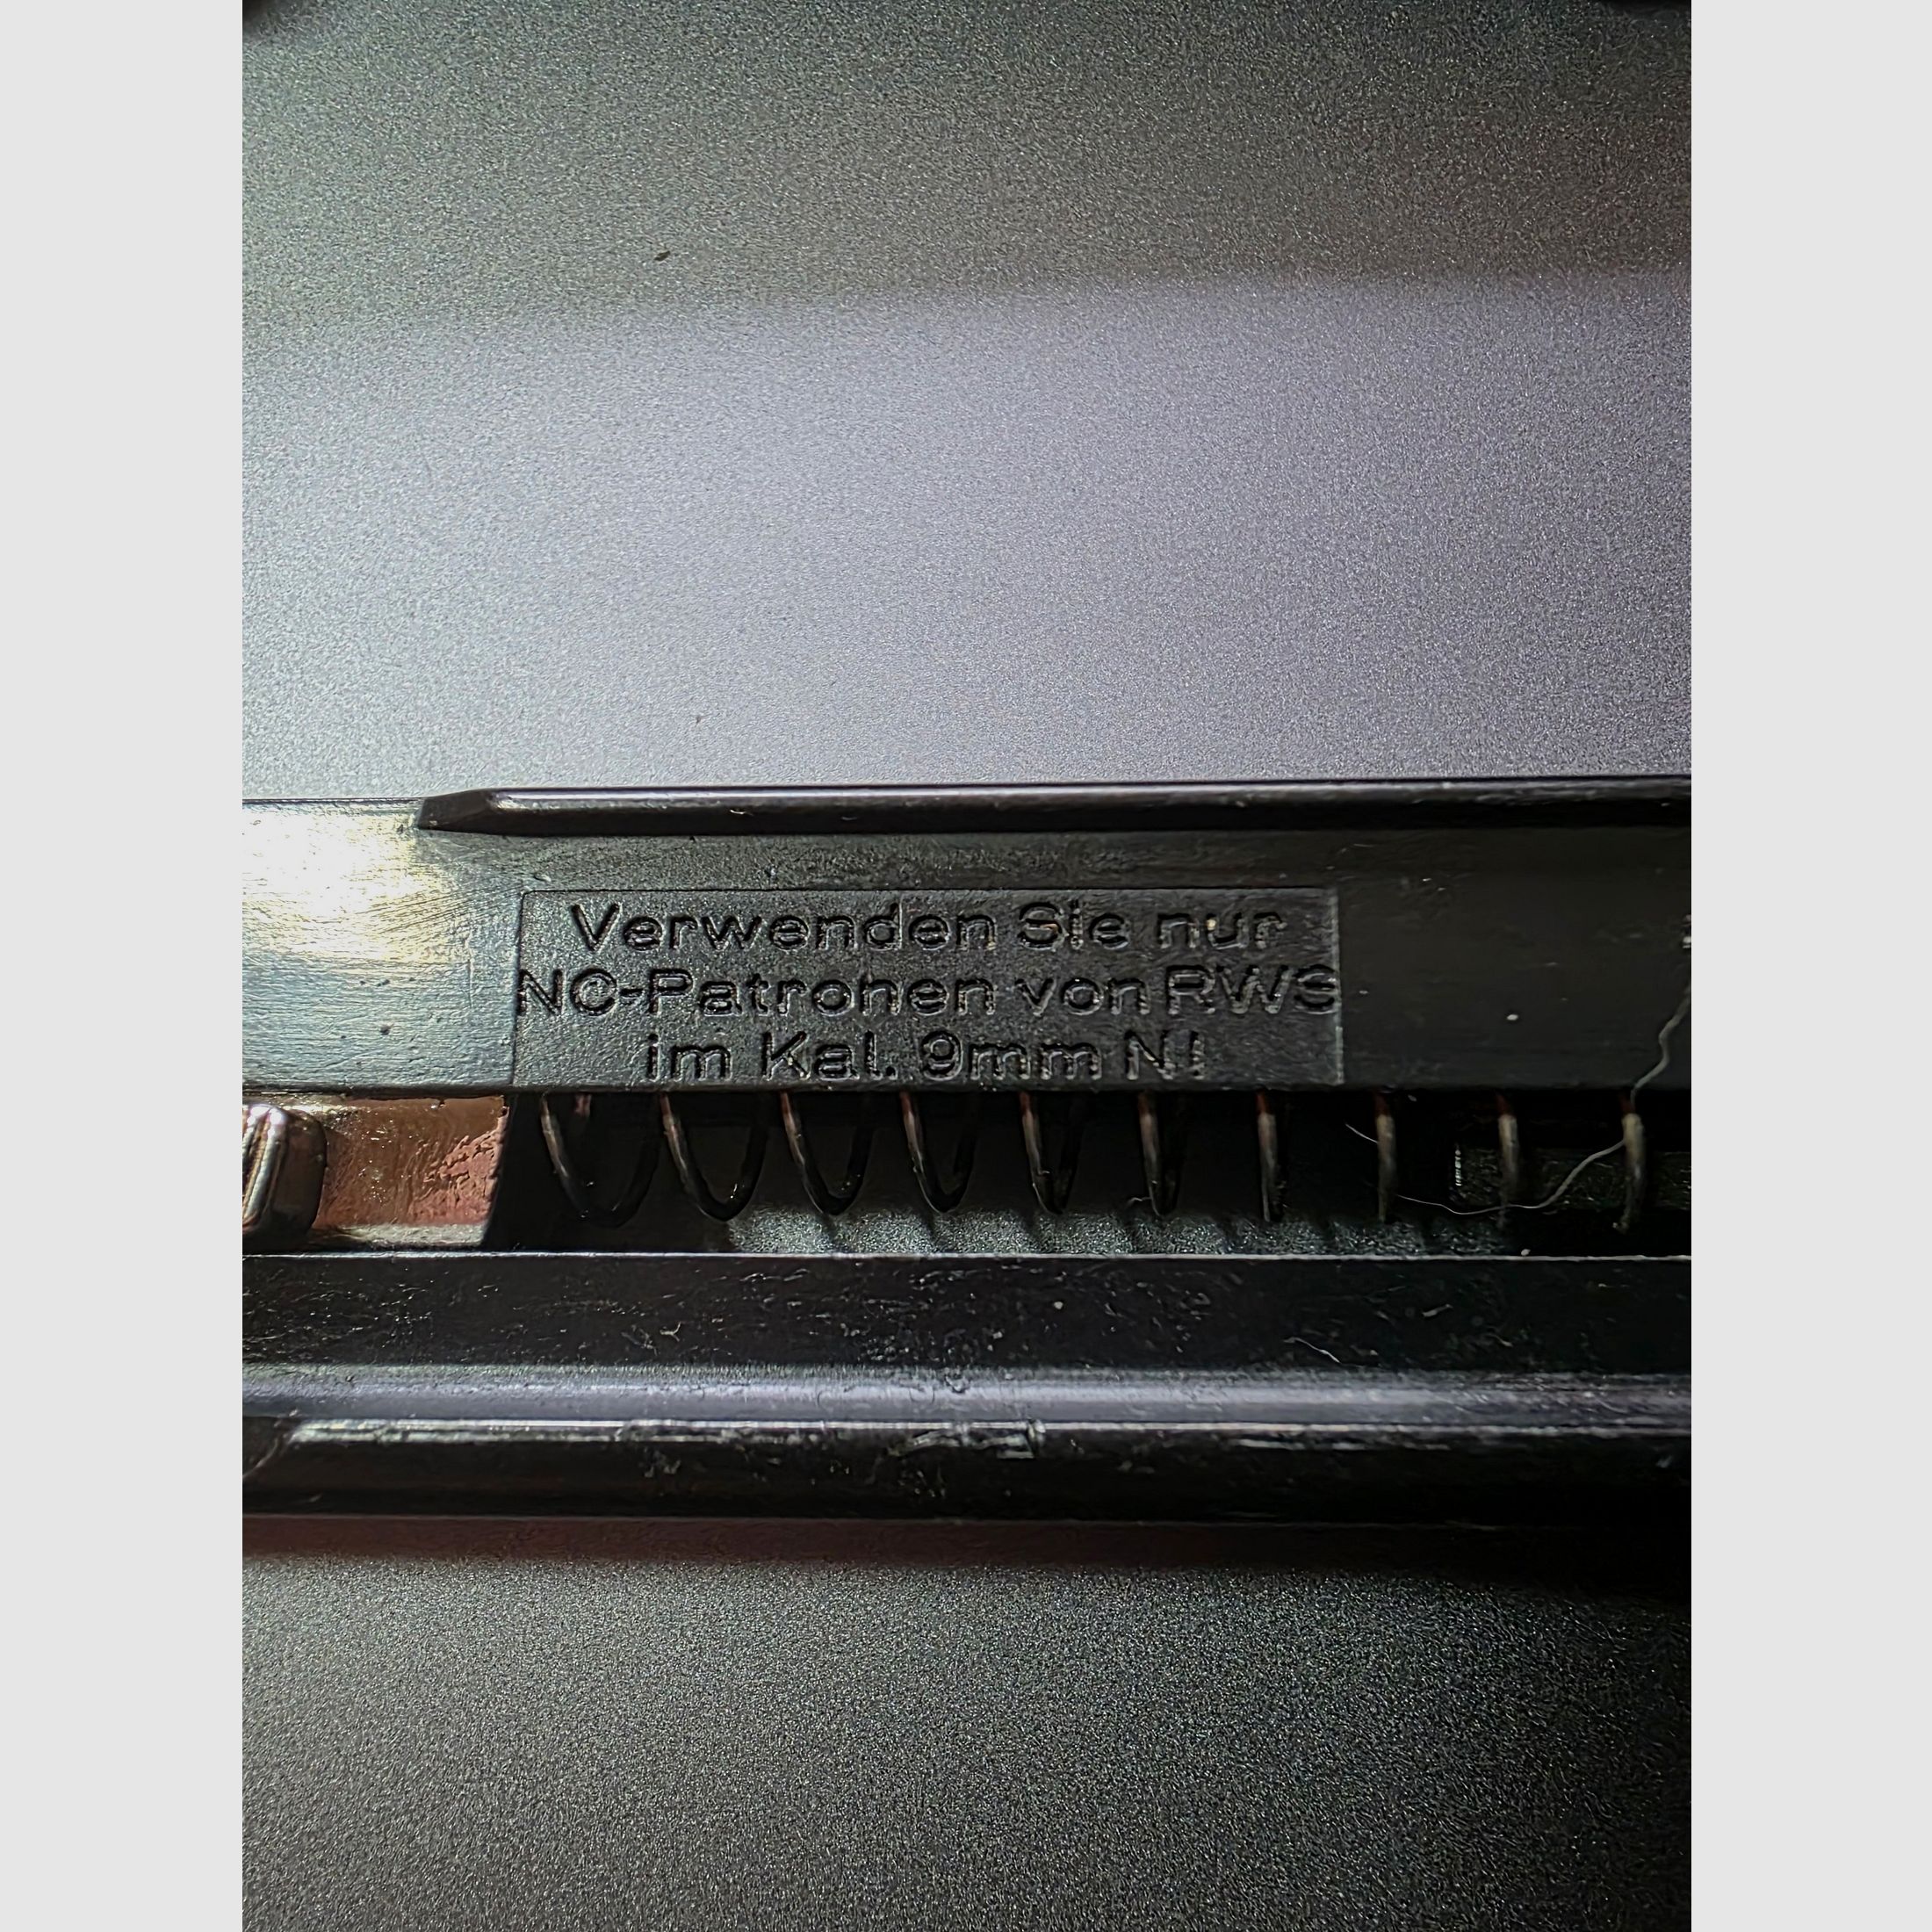 Verwenden Sie nur
NC-Patronen von RWS
im Kal. 9mm N!